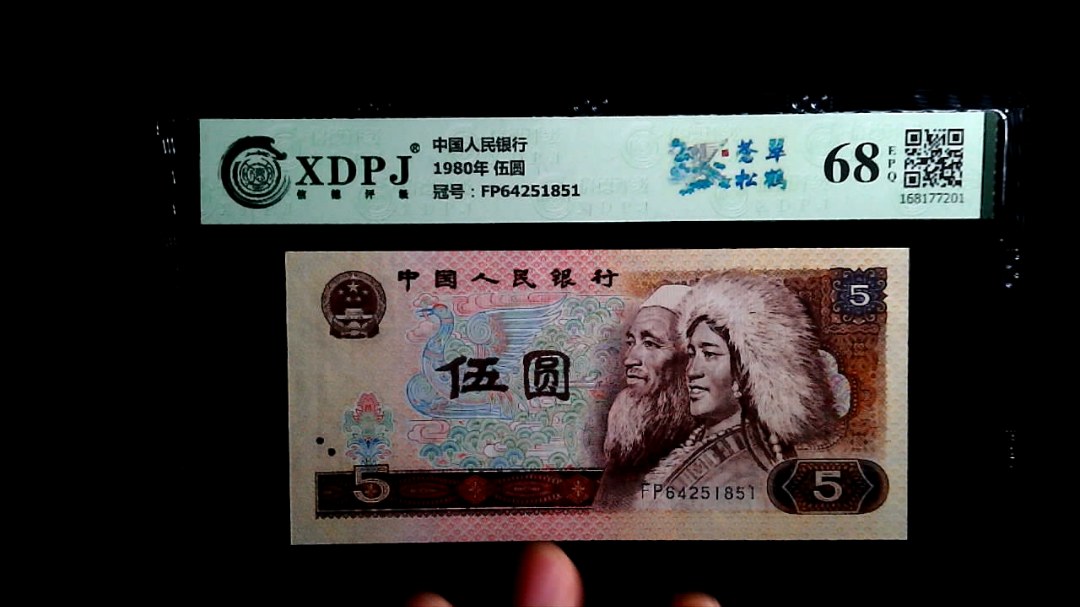 XDPJ®
信德评级
中国人民银行
1980年 伍圆
冠号：FP64251851
苍翠
松鹤
68
EPQ
168177201
中国人民银行
5
伍圆
5
FP64251851
5